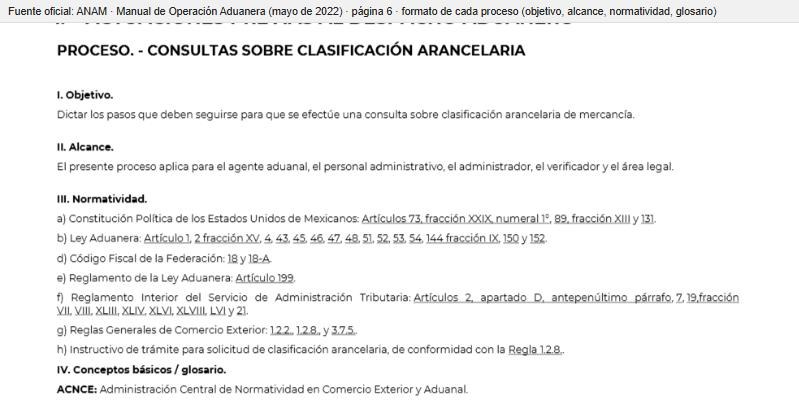 Fuente oficial: ANAM · Manual de Operación Aduanera (mayo de 2022) · página 6 · formato de cada proceso (objetivo, alcance, normatividad, glosario)
PROCESO. - CONSULTAS SOBRE CLASIFICACIÓN ARANCELARIA
I. Objetivo.
Dictar los pasos que deben seguirse para que se efectúe una consulta sobre clasificación arancelaria de mercancía.
II. Alcance.
El presente proceso aplica para el agente aduanal, el personal administrativo, el administrador, el verificador y el área legal.
III. Normatividad.
a) Constitución Política de los Estados Unidos de Mexicanos: Artículos 73, fracción XXIX, numeral 1°, 89, fracción XIII y 131.
b) Ley Aduanera: Artículo 1, 2 fracción XV, 4, 43, 45, 46, 47, 48, 51, 52, 53, 54, 144 fracción IX, 150 y 152.
d) Código Fiscal de la Federación: 18 y 18-A.
e) Reglamento de la Ley Aduanera: Artículo 199.
f) Reglamento Interior del Servicio de Administración Tributaria: Artículos 2, apartado D, antepenúltimo párrafo, 7, 19,fracción
VII, VIII, XLIII, XLIV, XLVI, XLVIII, LVI y 21.
g) Reglas Generales de Comercio Exterior: 1.2.2., 1.2.8., y 3.7.5..
h) Instructivo de trámite para solicitud de clasificación arancelaria, de conformidad con la Regla 1.2.8..
IV. Conceptos básicos / glosario.
ACNCE: Administración Central de Normatividad en Comercio Exterior y Aduanal.